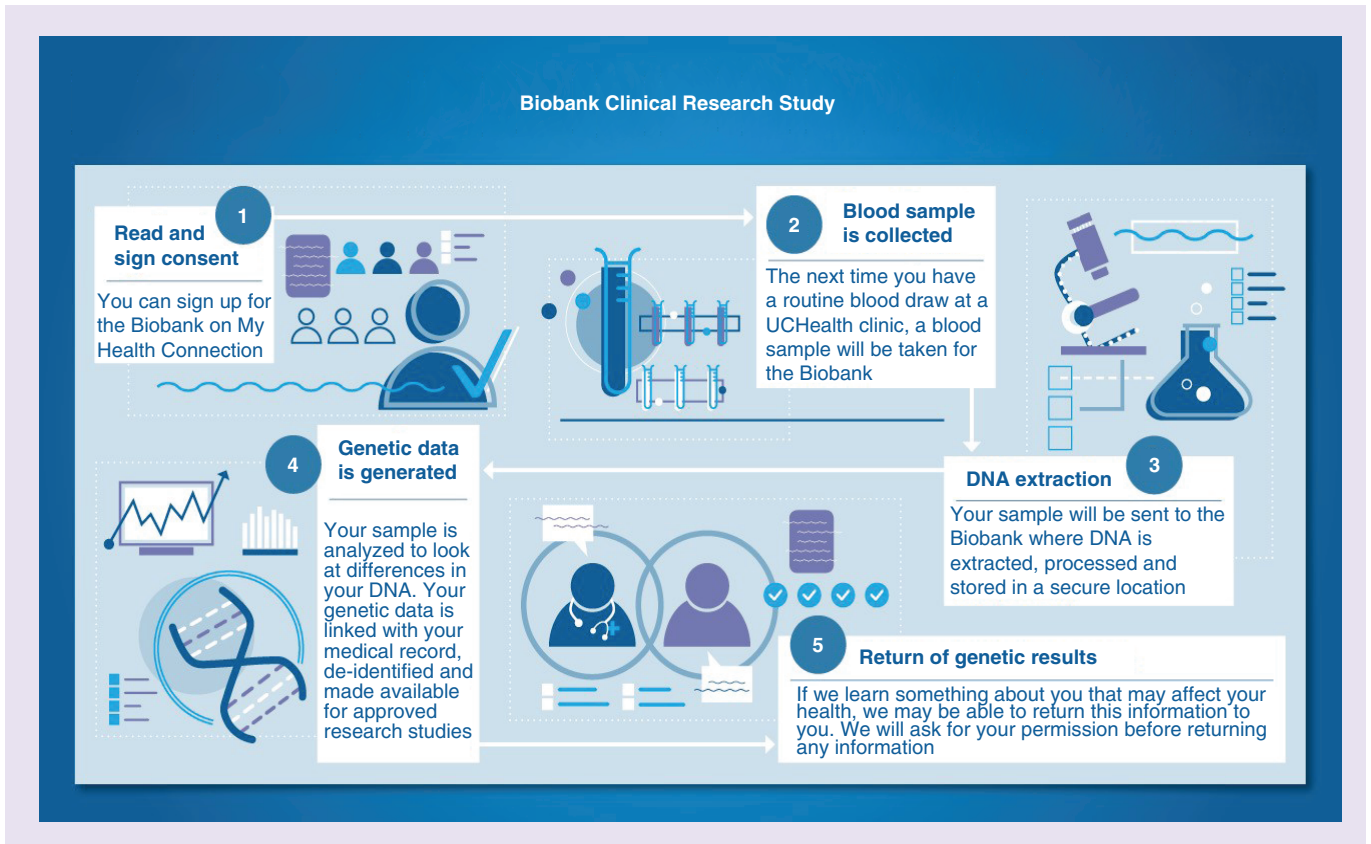 Biobank Clinical Research Study
1
Read and
sign consent
You can sign up for
the Biobank on My
Health Connection
2
Blood sample
is collected
The next time you have
a routine blood draw at a
UCHealth clinic, a blood
sample will be taken for
the Biobank
3
DNA extraction
Your sample will be sent to the
Biobank where DNA is
extracted, processed and
stored in a secure location
4
Genetic data
is generated
Your sample is
analyzed to look
at differences in
your DNA. Your
genetic data is
linked with your
medical record,
de-identified and
made available
for approved
research studies
5
Return of genetic results
If we learn something about you that may affect your
health, we may be able to return this information to
you. We will ask for your permission before returning
any information